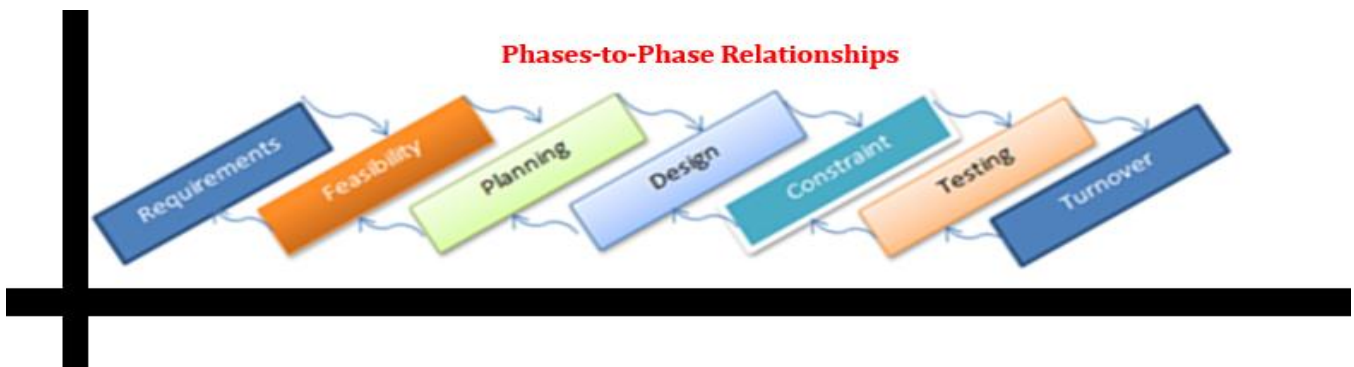 Phases-to-Phase Relationships
Requirements
Feasibility
Planning
Design
Constraint
Testing
Turnover